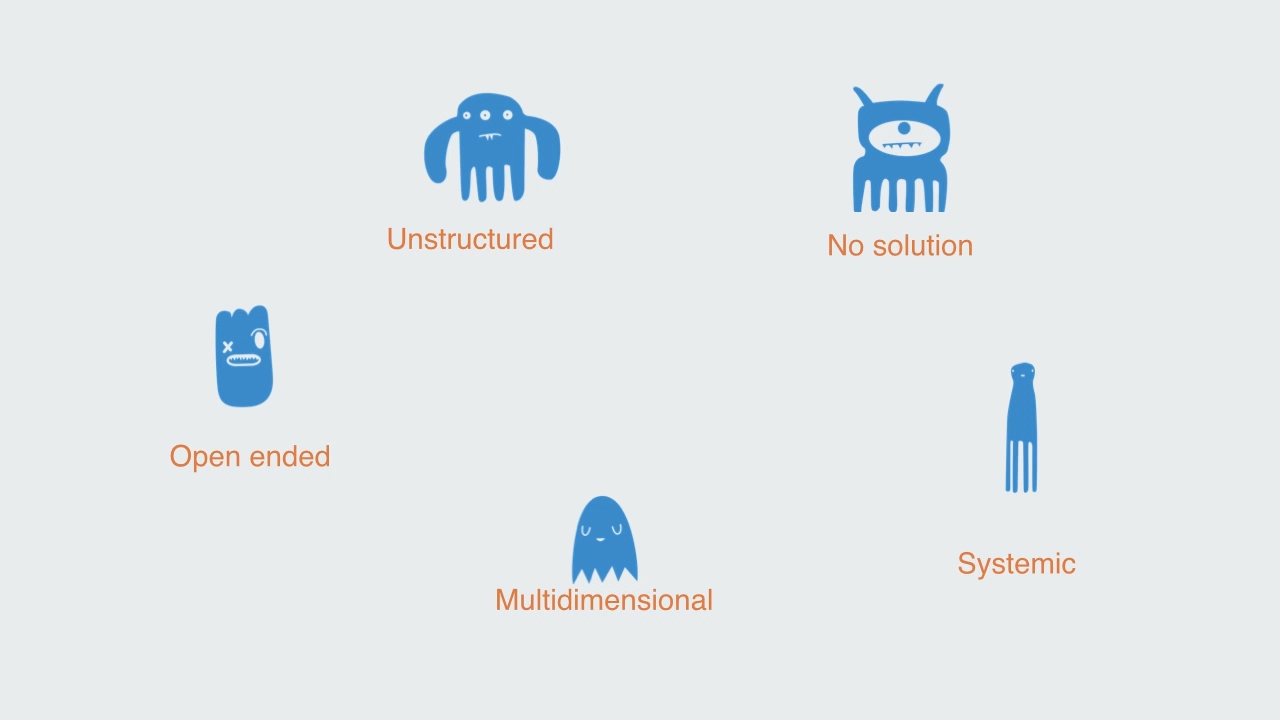 Unstructured
No solution
Open ended
Systemic
Multidimensional